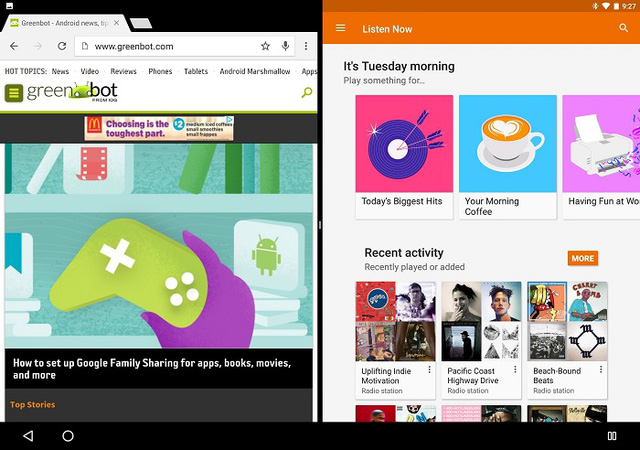 Greenbot - Android news, tip
www.greenbot.com
HOT TOPICS: News Video Reviews Phones Tablets Android Marshmallow Apps
greenbot
FROM IDG
Choosing is the
toughest part.
$2
medium iced coffees
small smoothies
small frappes
How to set up Google Family Sharing for apps, books, movies,
and more
Top Stories
9:27
Listen Now
It's Tuesday morning
Play something for…
Today's Biggest Hits
Your Morning
Coffee
Having Fun at Wo
Recent activity
Recently played or added
MORE
Uplifting Indie
Motivation
Radio station
Pacific Coast
Highway Drive
Radio station
Beach-Bound
Beats
Radio station